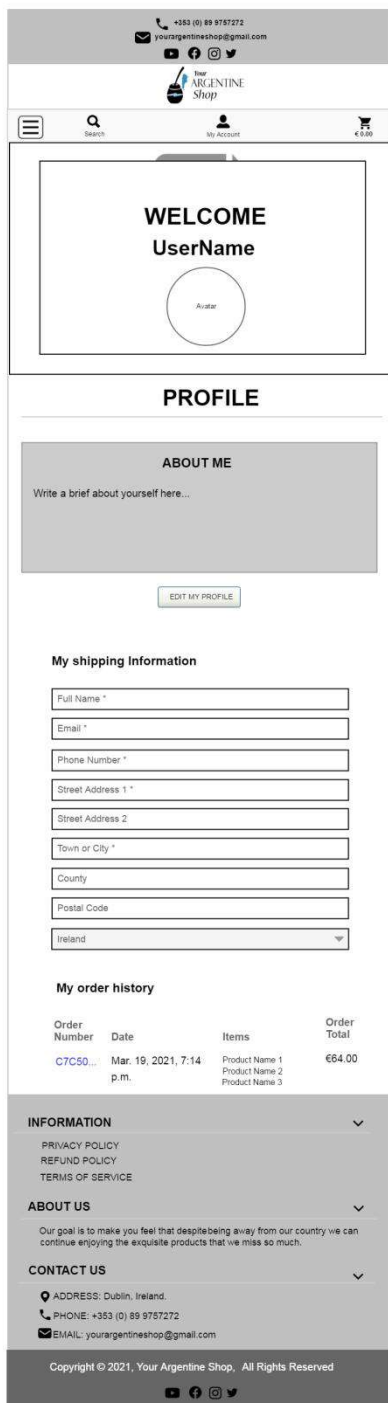 +353 (0) 89 9757272
yourargentineshop@gmail.com
Your
ARGENTINE
Shop
Search
My Account
€ 0.00
WELCOME
UserName
Avatar
PROFILE
ABOUT ME
Write a brief about yourself here...
EDIT MY PROFILE
My shipping Information
Full Name *
Email *
Phone Number *
Street Address 1 *
Street Address 2
Town or City *
County
Postal Code
Ireland
My order history
Order Number Date Items Order Total
C7C50... Mar. 19, 2021, 7:14 p.m. Product Name 1 €64.00
Product Name 2
Product Name 3
INFORMATION
PRIVACY POLICY
REFUND POLICY
TERMS OF SERVICE
ABOUT US
Our goal is to make you feel that despitebeing away from our country we can
continue enjoying the exquisite products that we miss so much.
CONTACT US
ADDRESS: Dublin, Ireland.
PHONE: +353 (0) 89 9757272
EMAIL: yourargentineshop@gmail.com
Copyright © 2021, Your Argentine Shop, All Rights Reserved